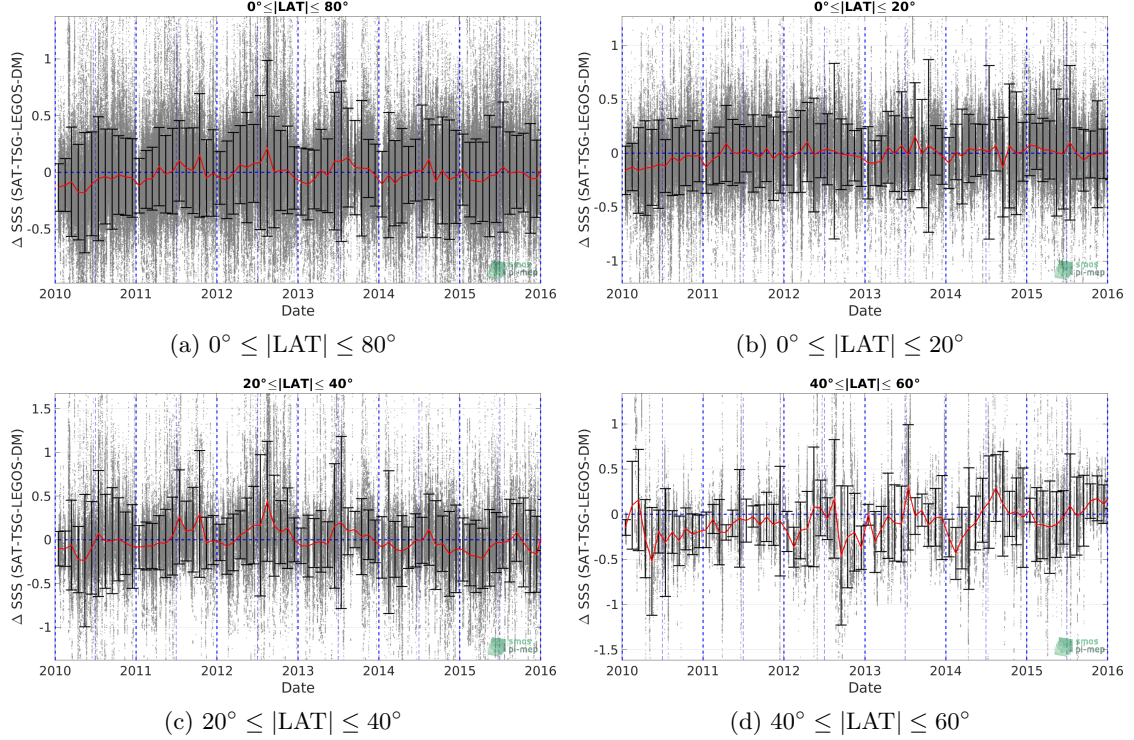 0°≤|LAT|≤ 80°
Δ SSS (SAT-TSG-LEGOS-DM)
1
0.5
0
-0.5
2010 2011 2012 2013 2014 2015 2016
Date
smos
pi-mep
(a) 0° ≤ |LAT| ≤ 80°
0°≤|LAT|≤ 20°
Δ SSS (SAT-TSG-LEGOS-DM)
1
0.5
0
-0.5
-1
2010 2011 2012 2013 2014 2015 2016
Date
smos
pi-mep
(b) 0° ≤ |LAT| ≤ 20°
20°≤|LAT|≤ 40°
Δ SSS (SAT-TSG-LEGOS-DM)
1.5
1
0.5
0
-0.5
-1
2010 2011 2012 2013 2014 2015 2016
Date
smos
pi-mep
(c) 20° ≤ |LAT| ≤ 40°
40°≤|LAT|≤ 60°
Δ SSS (SAT-TSG-LEGOS-DM)
1
0.5
0
-0.5
-1
-1.5
2010 2011 2012 2013 2014 2015 2016
Date
smos
pi-mep
(d) 40° ≤ |LAT| ≤ 60°